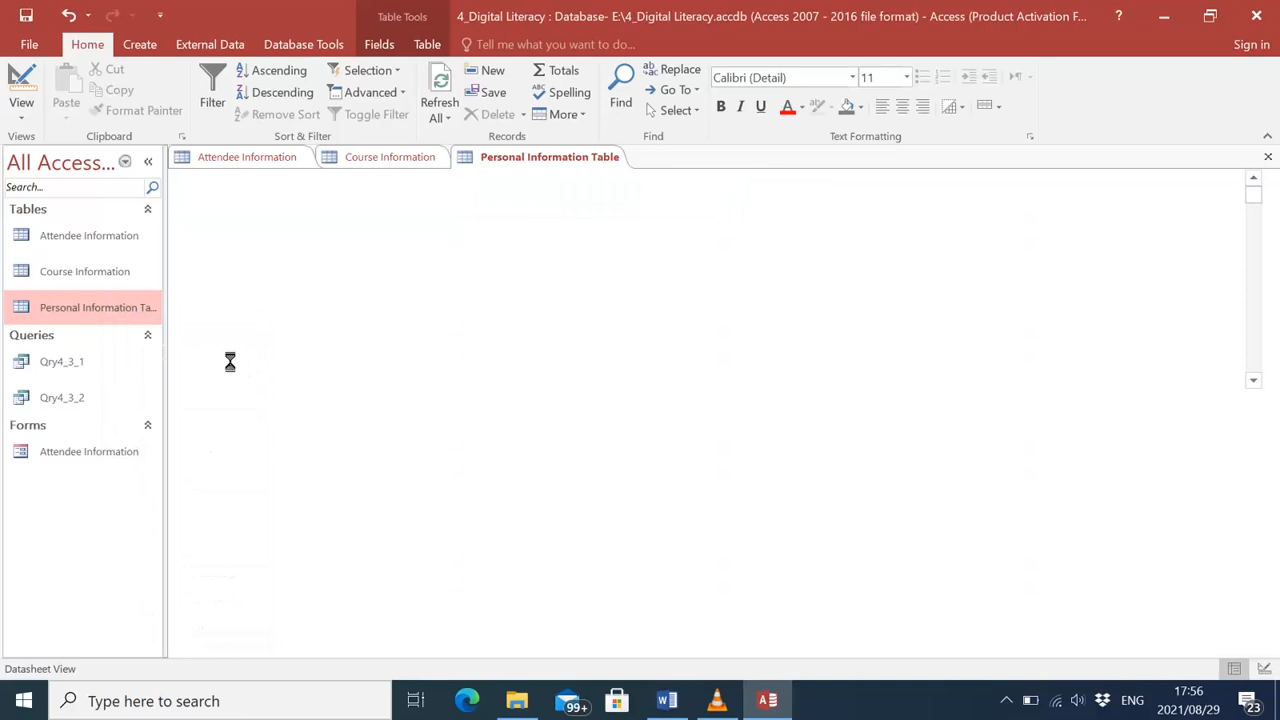 4_Digital Literacy : Database- E:\4_Digital Literacy.accdb (Access 2007 - 2016 file format) - Access (Product Activation F...
Table Tools
?
File
Home
Create
External Data
Database Tools
Fields
Table
Tell me what you want to do...
Sign in
View
Paste
Cut
Copy
Format Painter
Filter
Ascending
Descending
Remove Sort
Selection
Advanced
Toggle Filter
Refresh
All
New
Save
Delete
Totals
Spelling
More
Find
Replace
Go To
Select
Calibri (Detail)
11
B I U A
Views
Clipboard
Sort & Filter
Records
Find
Text Formatting
All Access...
Search...
Tables
Attendee Information
Course Information
Personal Information Ta...
Queries
Qry4_3_1
Qry4_3_2
Forms
Attendee Information
Attendee Information
Course Information
Personal Information Table
Datasheet View
Type here to search
99+
ENG
17:56
2021/08/29
23